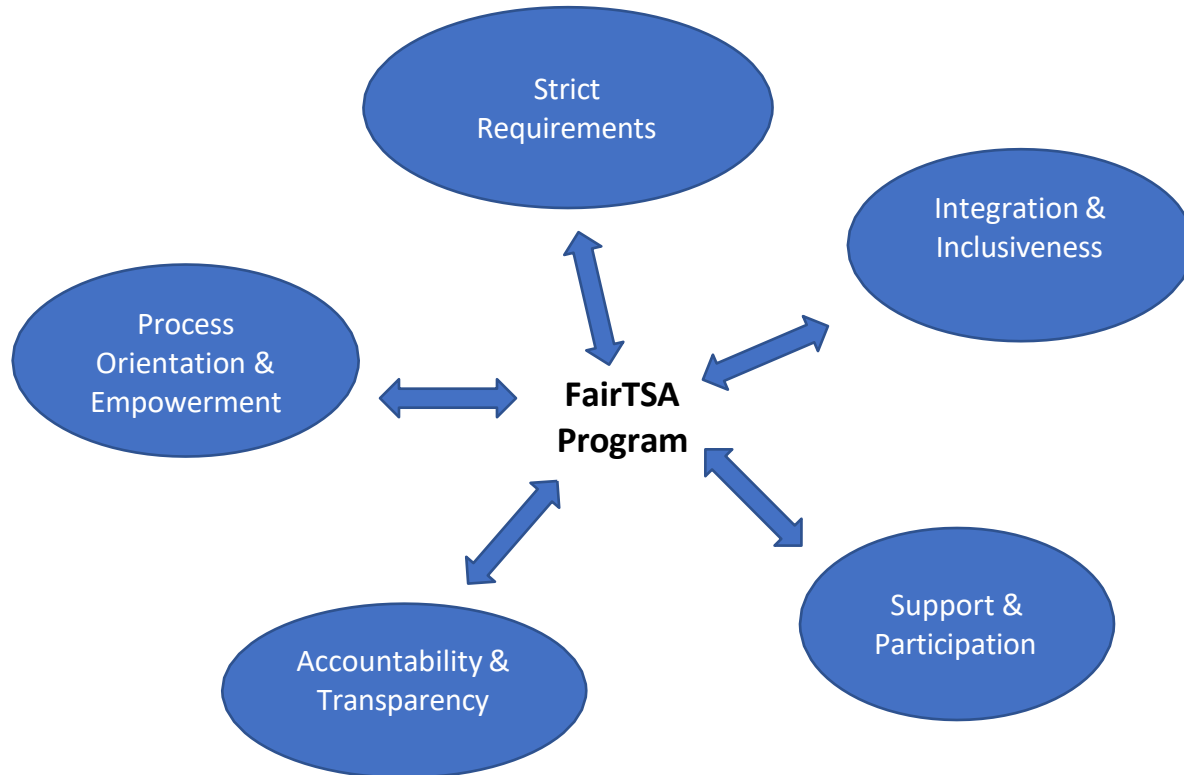 Strict
Requirements
Integration &
Inclusiveness
Process
Orientation &
Empowerment
FairTSA
Program
Support &
Participation
Accountability &
Transparency